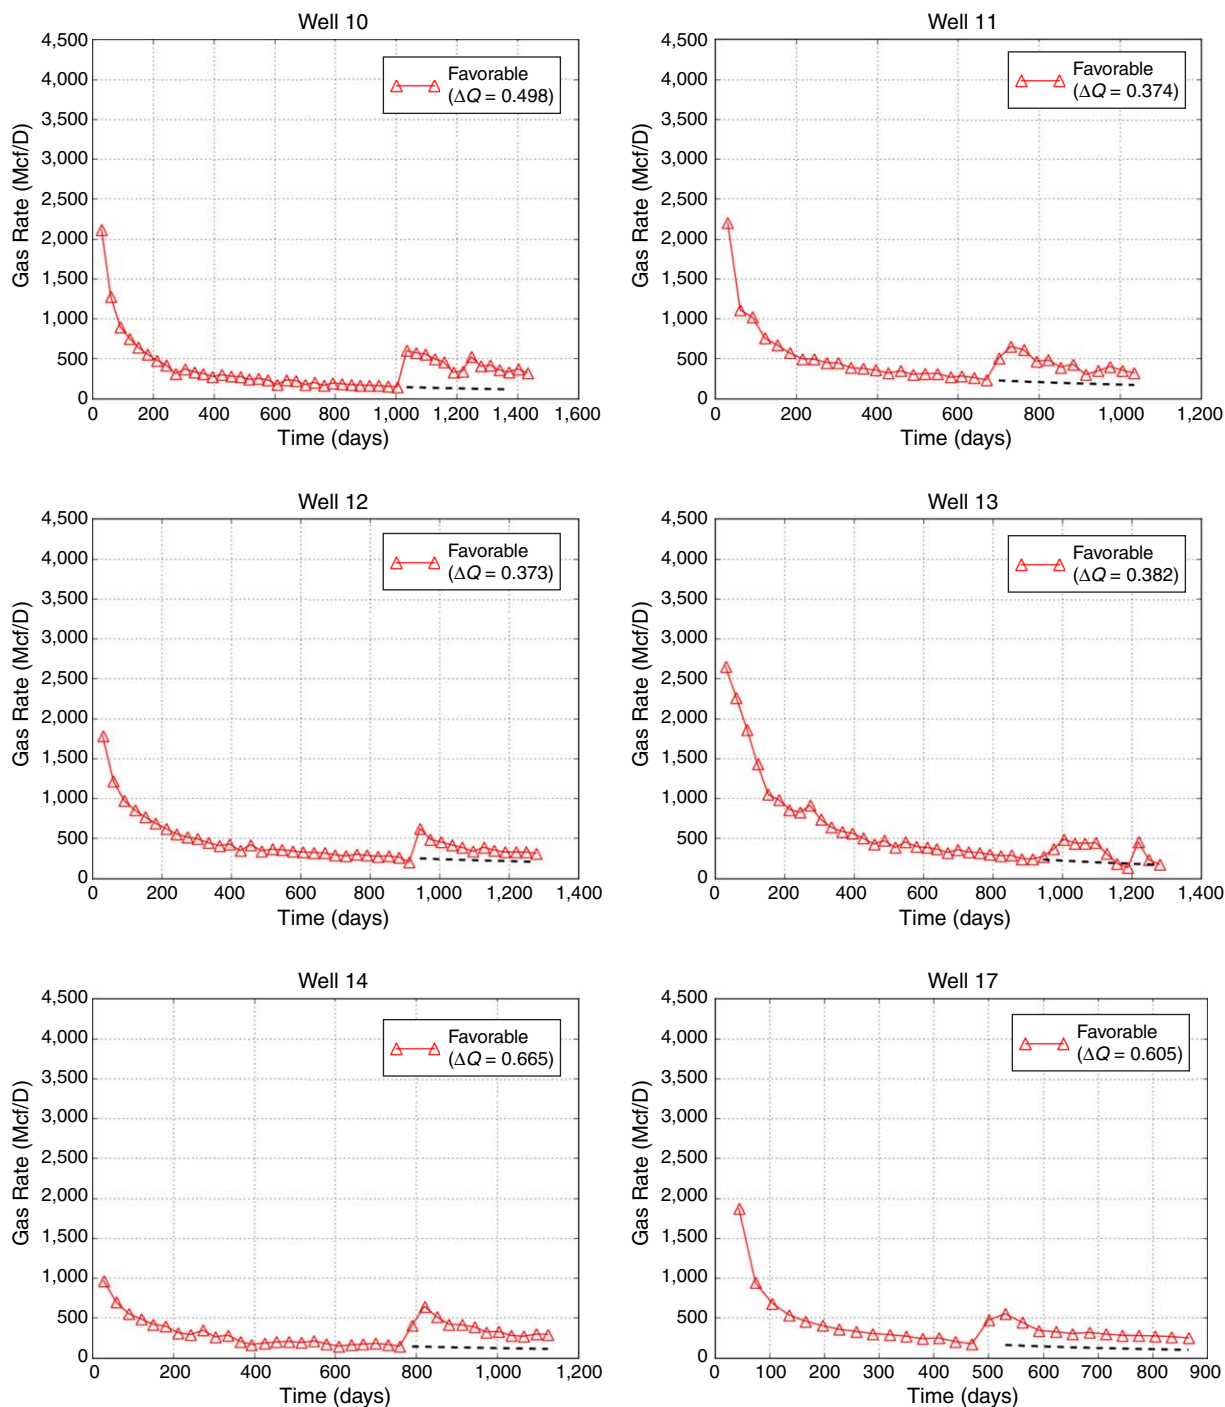 Well 10
4,500
4,000
3,500
3,000
2,500
2,000
1,500
1,000
500
0
Gas Rate (Mcf/D)
Favorable
(ΔQ = 0.498)
0 200 400 600 800 1,000 1,200 1,400 1,600
Time (days)
Well 11
4,500
4,000
3,500
3,000
2,500
2,000
1,500
1,000
500
0
Gas Rate (Mcf/D)
Favorable
(ΔQ = 0.374)
0 200 400 600 800 1,000 1,200
Time (days)
Well 12
4,500
4,000
3,500
3,000
2,500
2,000
1,500
1,000
500
0
Gas Rate (Mcf/D)
Favorable
(ΔQ = 0.373)
0 200 400 600 800 1,000 1,200 1,400
Time (days)
Well 13
4,500
4,000
3,500
3,000
2,500
2,000
1,500
1,000
500
0
Gas Rate (Mcf/D)
Favorable
(ΔQ = 0.382)
0 200 400 600 800 1,000 1,200 1,400
Time (days)
Well 14
4,500
4,000
3,500
3,000
2,500
2,000
1,500
1,000
500
0
Gas Rate (Mcf/D)
Favorable
(ΔQ = 0.665)
0 200 400 600 800 1,000 1,200
Time (days)
Well 17
4,500
4,000
3,500
3,000
2,500
2,000
1,500
1,000
500
0
Gas Rate (Mcf/D)
Favorable
(ΔQ = 0.605)
0 100 200 300 400 500 600 700 800 900
Time (days)